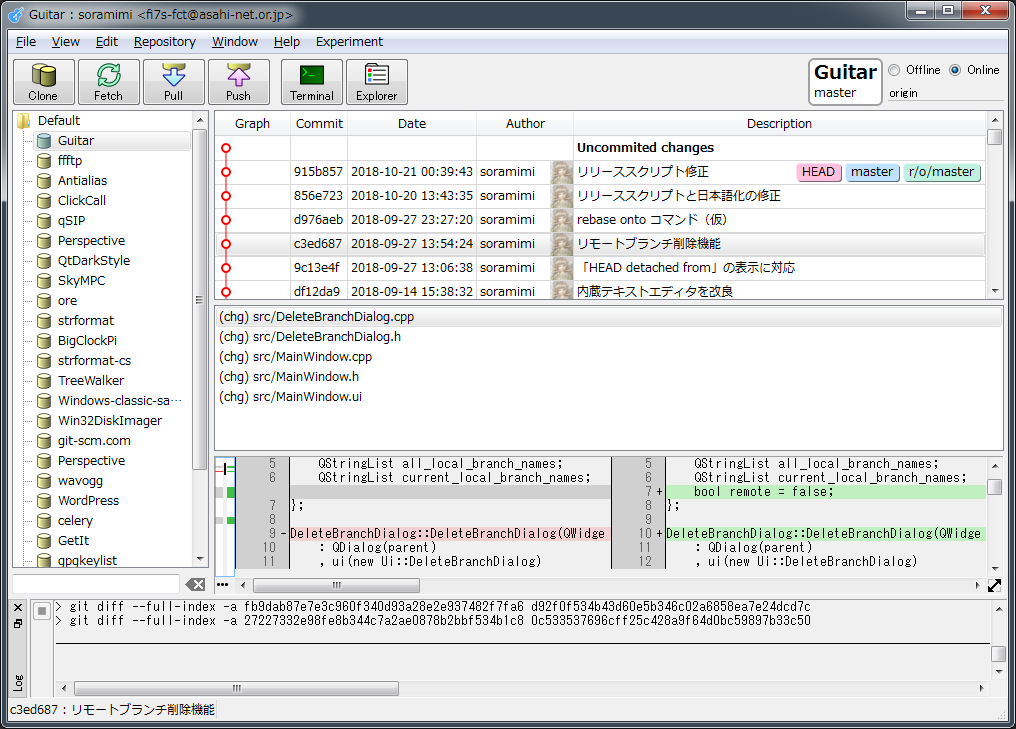 Guitar : soramimi <fi7s-fct@asahi-net.or.jp>
File View Edit Repository Window Help Experiment
Clone Fetch Pull Push Terminal Explorer
Guitar
master
Offline Online
origin
Default
Guitar
ffftp
Antialias
ClickCall
qSIP
Perspective
QtDarkStyle
SkyMPC
ore
strformat
BigClockPi
strformat-cs
TreeWalker
Windows-classic-sa...
Win32DiskImager
git-scm.com
Perspective
wavogg
WordPress
celery
GetIt
gpgkeylist
Graph Commit Date Author Description
Uncommited changes
915b857 2018-10-21 00:39:43 soramimi リリーススクリプト修正 HEAD master r/o/master
856e723 2018-10-20 13:43:35 soramimi リリーススクリプトと日本語化の修正
d976aeb 2018-09-27 23:27:20 soramimi rebase onto コマンド（仮）
c3ed687 2018-09-27 13:54:24 soramimi リモートブランチ削除機能
9c13e4f 2018-09-27 13:06:38 soramimi 「HEAD detached from」の表示に対応
df12da9 2018-09-14 15:38:32 soramimi 内蔵テキストエディタを改良
(chg) src/DeleteBranchDialog.cpp
(chg) src/DeleteBranchDialog.h
(chg) src/MainWindow.cpp
(chg) src/MainWindow.h
(chg) src/MainWindow.ui
5 QStringList all_local_branch_names;
6 QStringList current_local_branch_names;
7 };
8
9 -DeleteBranchDialog::DeleteBranchDialog(QWidge
10 : QDialog(parent)
11 , ui(new Ui::DeleteBranchDialog)
5 QStringList all_local_branch_names;
6 QStringList current_local_branch_names;
7 + bool remote = false;
8 };
9
10 +DeleteBranchDialog::DeleteBranchDialog(QWidge
11 : QDialog(parent)
12 , ui(new Ui::DeleteBranchDialog)
Log
> git diff --full-index -a fb9dab87e7e3c960f340d93a28e2e937482f7fa6 d92f0f534b43d60e5b346c02a6858ea7e24dcd7c
> git diff --full-index -a 27227332e98fe8b344c7a2ae0878b2bbf534b1c8 0c533537696cff25c428a9f64d0bc59897b33c50
c3ed687 : リモートブランチ削除機能